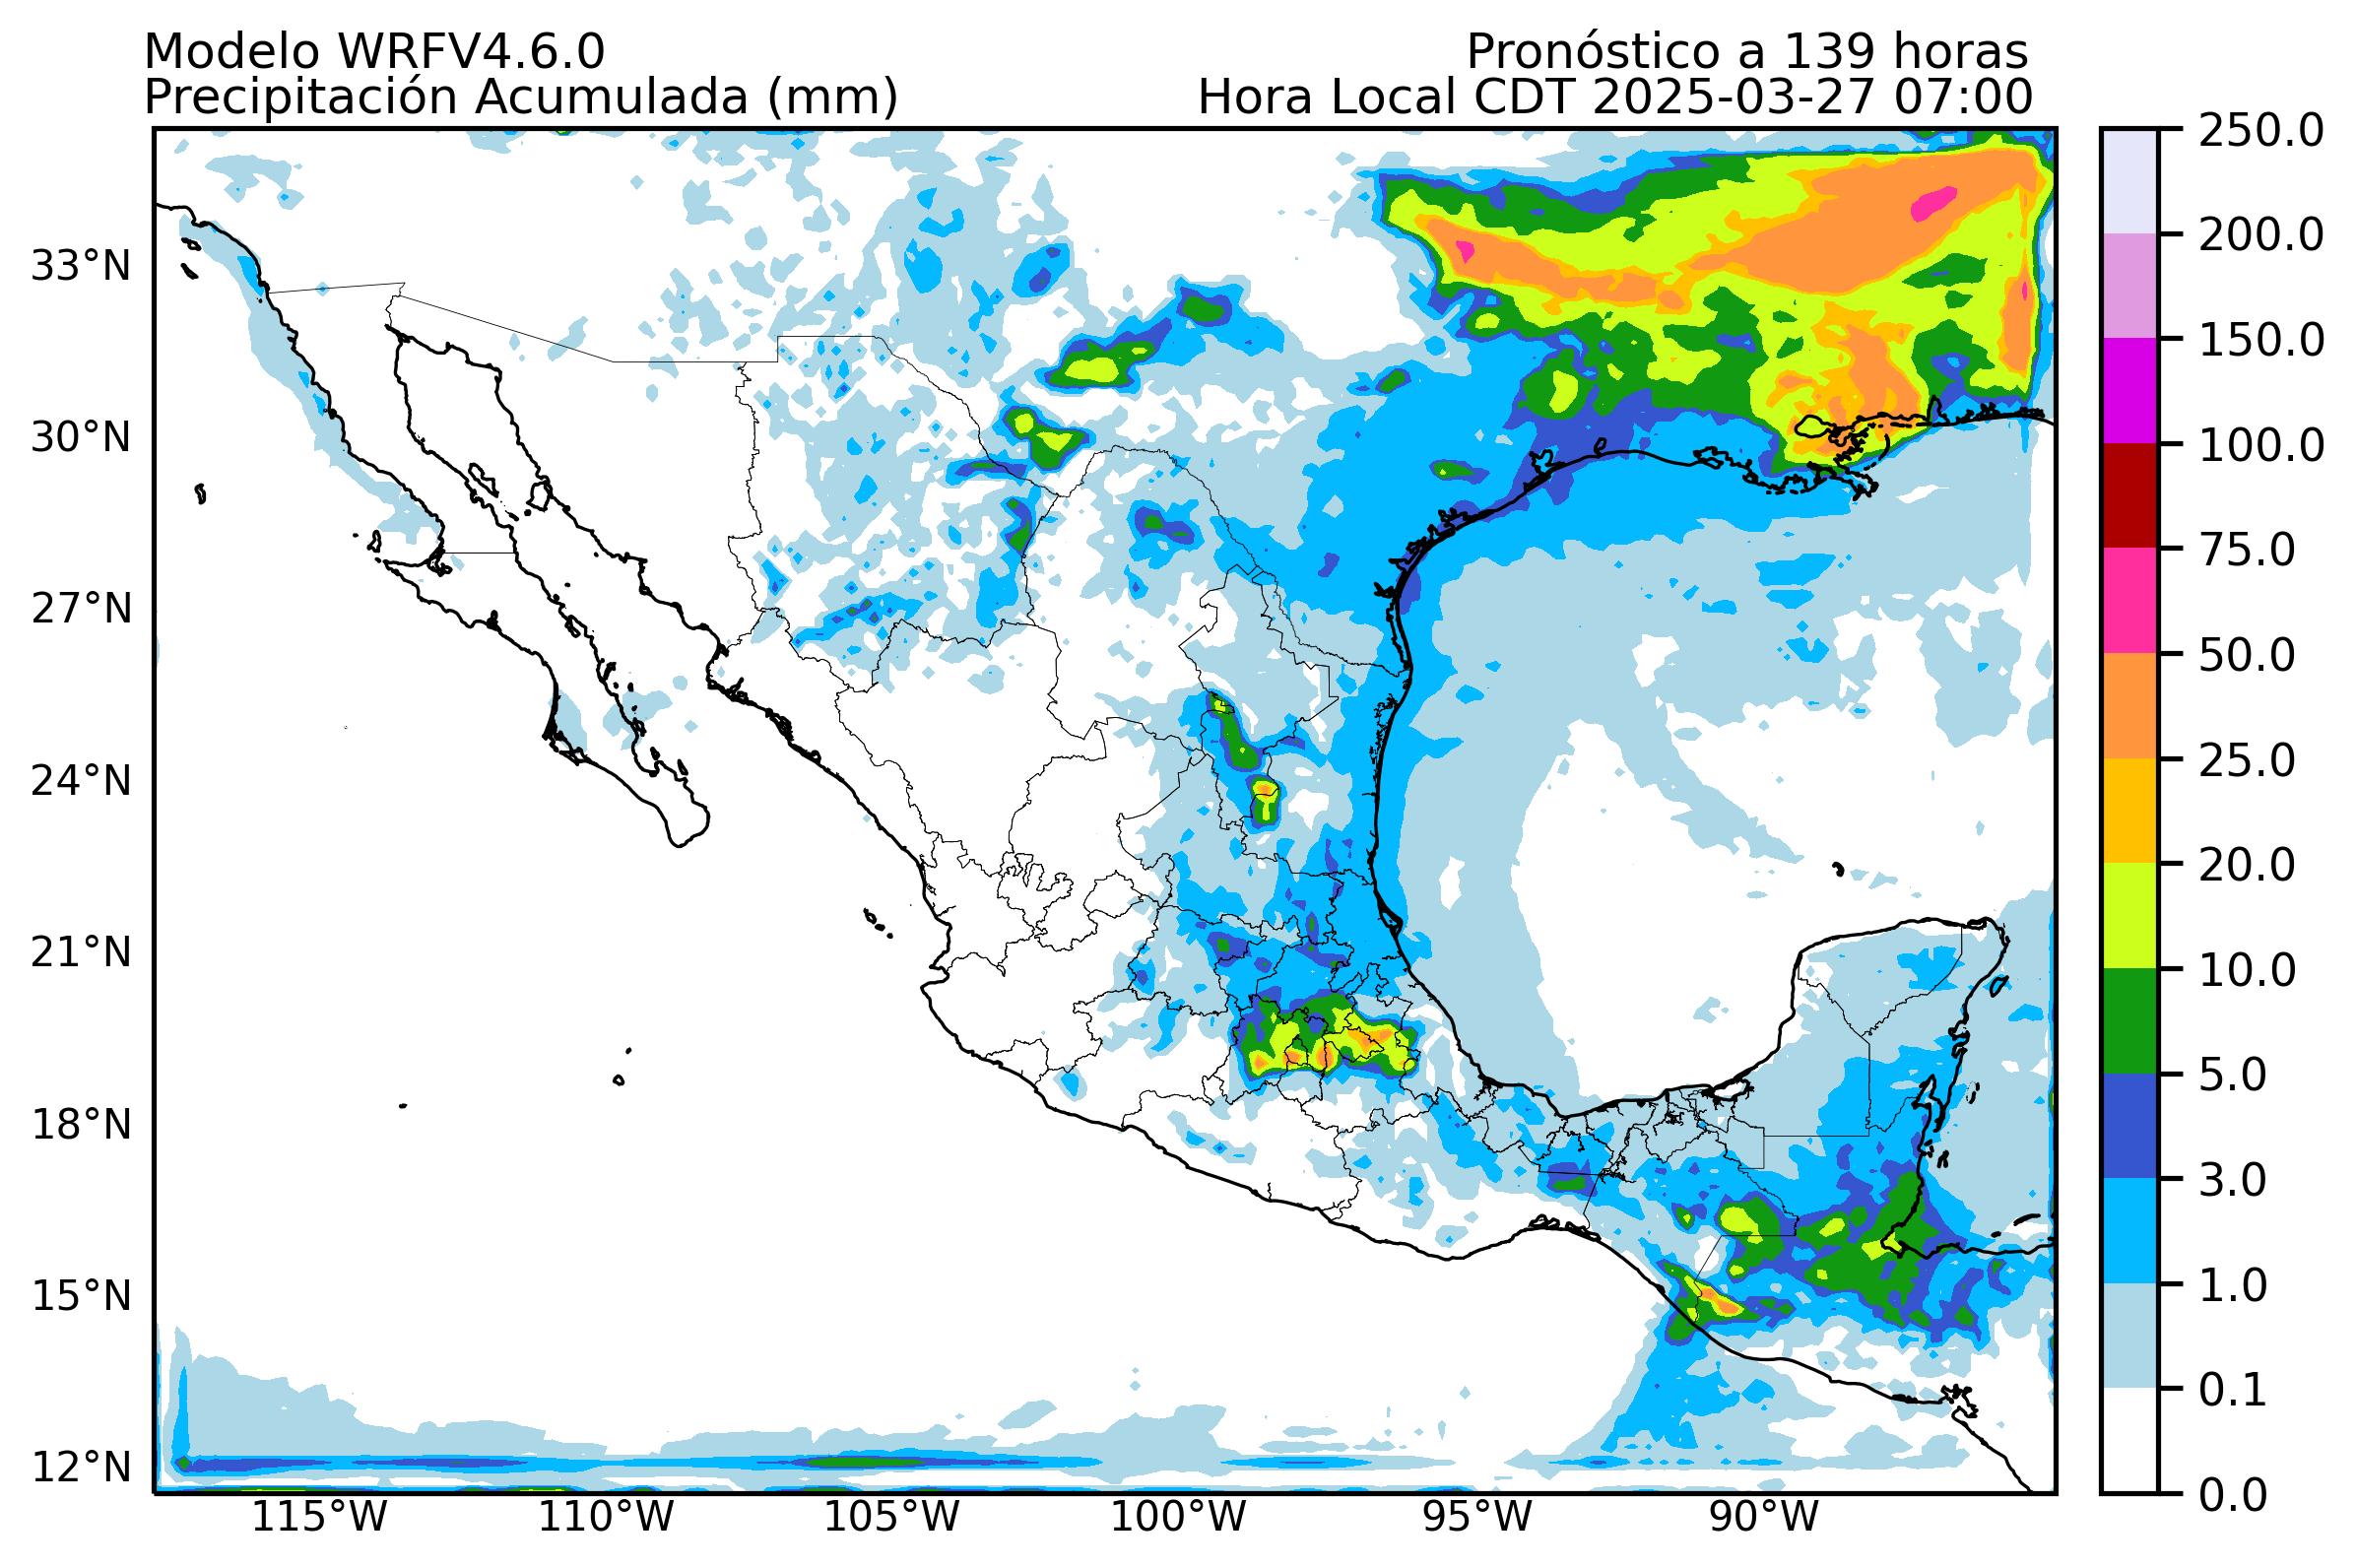 Modelo WRFV4.6.0
Pronóstico a 139 horas
Precipitación Acumulada (mm)
Hora Local CDT 2025-03-27 07:00
250.0
200.0
150.0
100.0
75.0
50.0
25.0
20.0
10.0
5.0
3.0
1.0
0.1
0.0
33°N
30°N
27°N
24°N
21°N
18°N
15°N
12°N
115°W
110°W
105°W
100°W
95°W
90°W